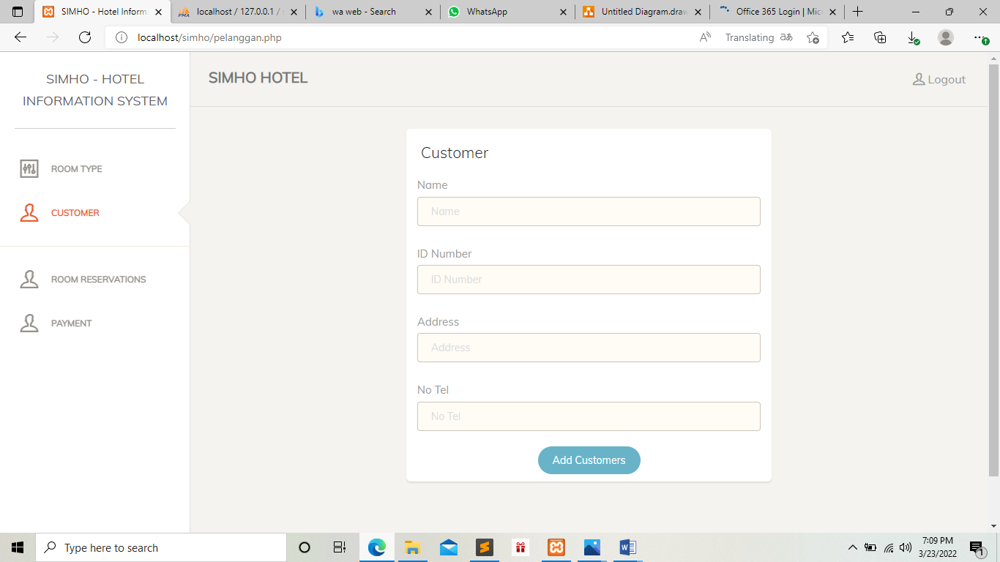 SIMHO - Hotel Inform
localhost / 127.0.0.1 /
wa web - Search
WhatsApp
Untitled Diagram.draw
Office 365 Login | Mic
localhost/simho/pelanggan.php
Translating
SIMHO - HOTEL
INFORMATION SYSTEM
SIMHO HOTEL
Logout
ROOM TYPE
CUSTOMER
ROOM RESERVATIONS
PAYMENT
Customer
Name
Name
ID Number
ID Number
Address
Address
No Tel
No Tel
Add Customers
Type here to search
7:09 PM
3/23/2022
1